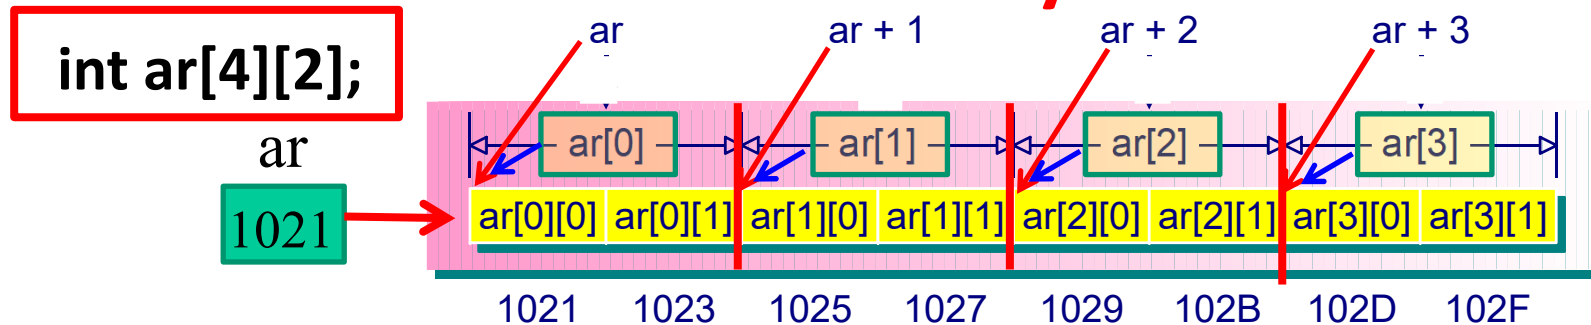 int ar[4][2];
ar ar + 1 ar + 2 ar + 3
ar
ar[0] ar[1] ar[2] ar[3]
1021
ar[0][0] ar[0][1] ar[1][0] ar[1][1] ar[2][0] ar[2][1] ar[3][0] ar[3][1]
1021 1023 1025 1027 1029 102B 102D 102F